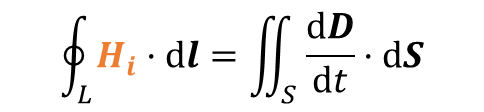 ∮_L H_i · dl = ∬_S dD/dt · dS